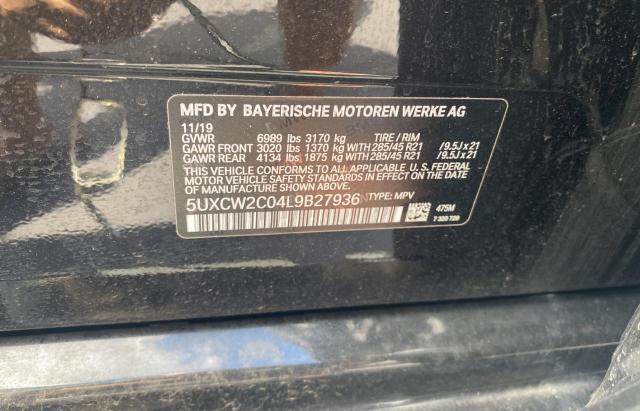 MFD BY BAYERISCHE MOTOREN WERKE AG
11/19
GVWR 6989 lbs 3170 kg TIRE / RIM
GAWR FRONT 3020 lbs 1370 kg WITH 285/45 R21 / 9.5J x 21
GAWR REAR 4134 lbs 1875 kg WITH 285/45 R21 / 9.5J x 21
THIS VEHICLE CONFORMS TO ALL APPLICABLE U.S. FEDERAL
MOTOR VEHICLE SAFETY STANDARDS IN EFFECT ON THE DATE OF
MANUFACTURE SHOWN ABOVE.
5UXCW2C04L9B27936 TYPE: MPV
475M
7 320 728